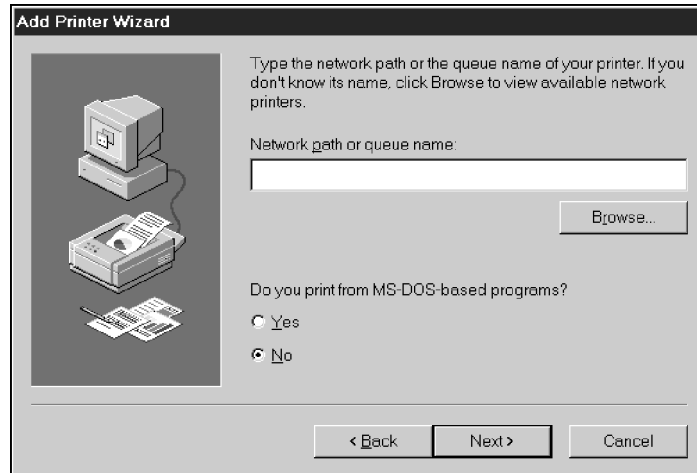 Add Printer Wizard
Type the network path or the queue name of your printer. If you
don't know its name, click Browse to view available network
printers.
Network path or queue name:
Browse...
Do you print from MS-DOS-based programs?
Yes
No
< Back
Next >
Cancel